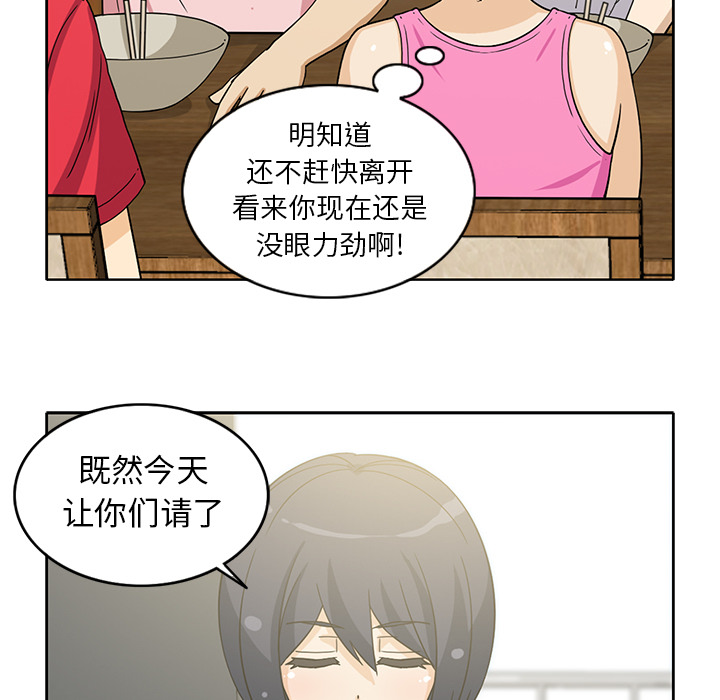 明知道
还不赶快离开
看来你现在还是
没眼力劲啊!
既然今天
让你们请了